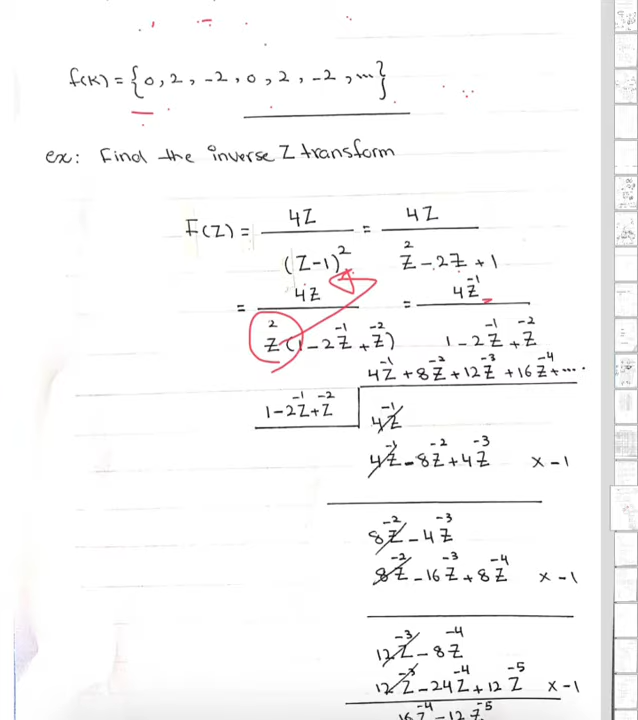 f(K) = {0, 2, -2, 0, 2, -2, ...}
ex: Find the inverse Z transform
F(Z) = 4Z / (Z-1)² = 4Z / Z² - 2Z + 1
= 4Z / Z²(1 - 2Z⁻¹ + Z⁻²) = 4Z⁻¹ / 1 - 2Z⁻¹ + Z⁻²
4Z⁻¹ + 8Z⁻² + 12Z⁻³ + 16Z⁻⁴ + ....
1 - 2Z⁻¹ + Z⁻² 4Z⁻¹
4Z⁻¹ - 8Z⁻² + 4Z⁻³ x -1
8Z⁻² - 4Z⁻³
8Z⁻² - 16Z⁻³ + 8Z⁻⁴ x -1
12Z⁻³ - 8Z⁻⁴
12Z⁻³ - 24Z⁻⁴ + 12Z⁻⁵ x -1
16Z⁻⁴ - 12Z⁻⁵